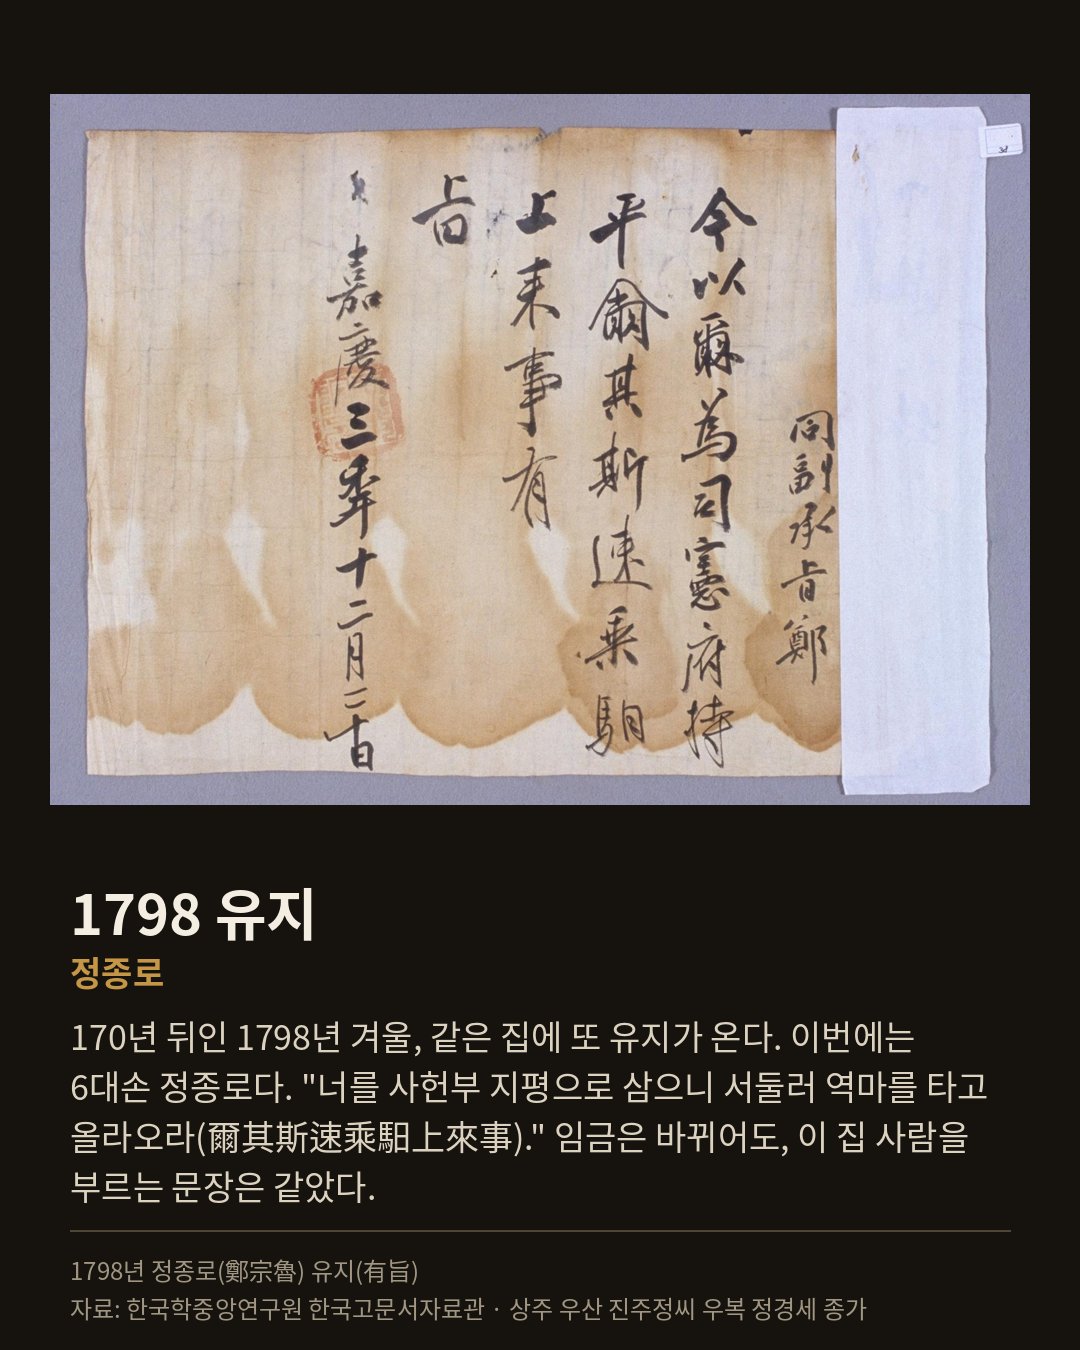 同副承旨鄭
今以爾爲司憲府持
平爾其斯速乘馹
上来事有
旨
嘉慶三年十二月二十日
1798 유지
정종로
170년 뒤인 1798년 겨울, 같은 집에 또 유지가 온다. 이번에는
6대손 정종로다. "너를 사헌부 지평으로 삼으니 서둘러 역마를 타고
올라오라(爾其斯速乘馹上來事)." 임금은 바뀌어도, 이 집 사람을
부르는 문장은 같았다.
1798년 정종로(鄭宗魯) 유지(有旨)
자료: 한국학중앙연구원 한국고문서자료관 · 상주 우산 진주정씨 우복 정경세 종가